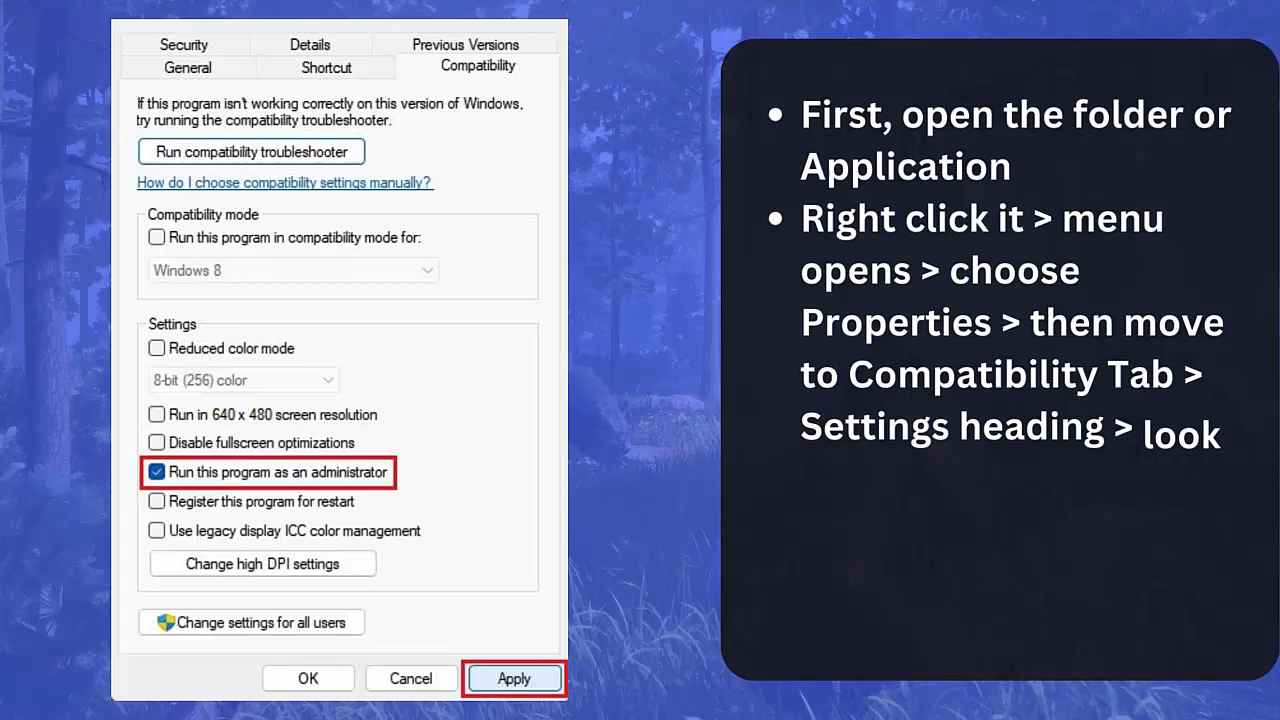 Security Details Previous Versions
General Shortcut Compatibility
If this program isn't working correctly on this version of Windows,
try running the compatibility troubleshooter.
Run compatibility troubleshooter
How do I choose compatibility settings manually?
Compatibility mode
Run this program in compatibility mode for:
Windows 8
Settings
Reduced color mode
8-bit (256) color
Run in 640 x 480 screen resolution
Disable fullscreen optimizations
Run this program as an administrator
Register this program for restart
Use legacy display ICC color management
Change high DPI settings
Change settings for all users
OK Cancel Apply
• First, open the folder or
Application
• Right click it > menu
opens > choose
Properties > then move
to Compatibility Tab >
Settings heading > look